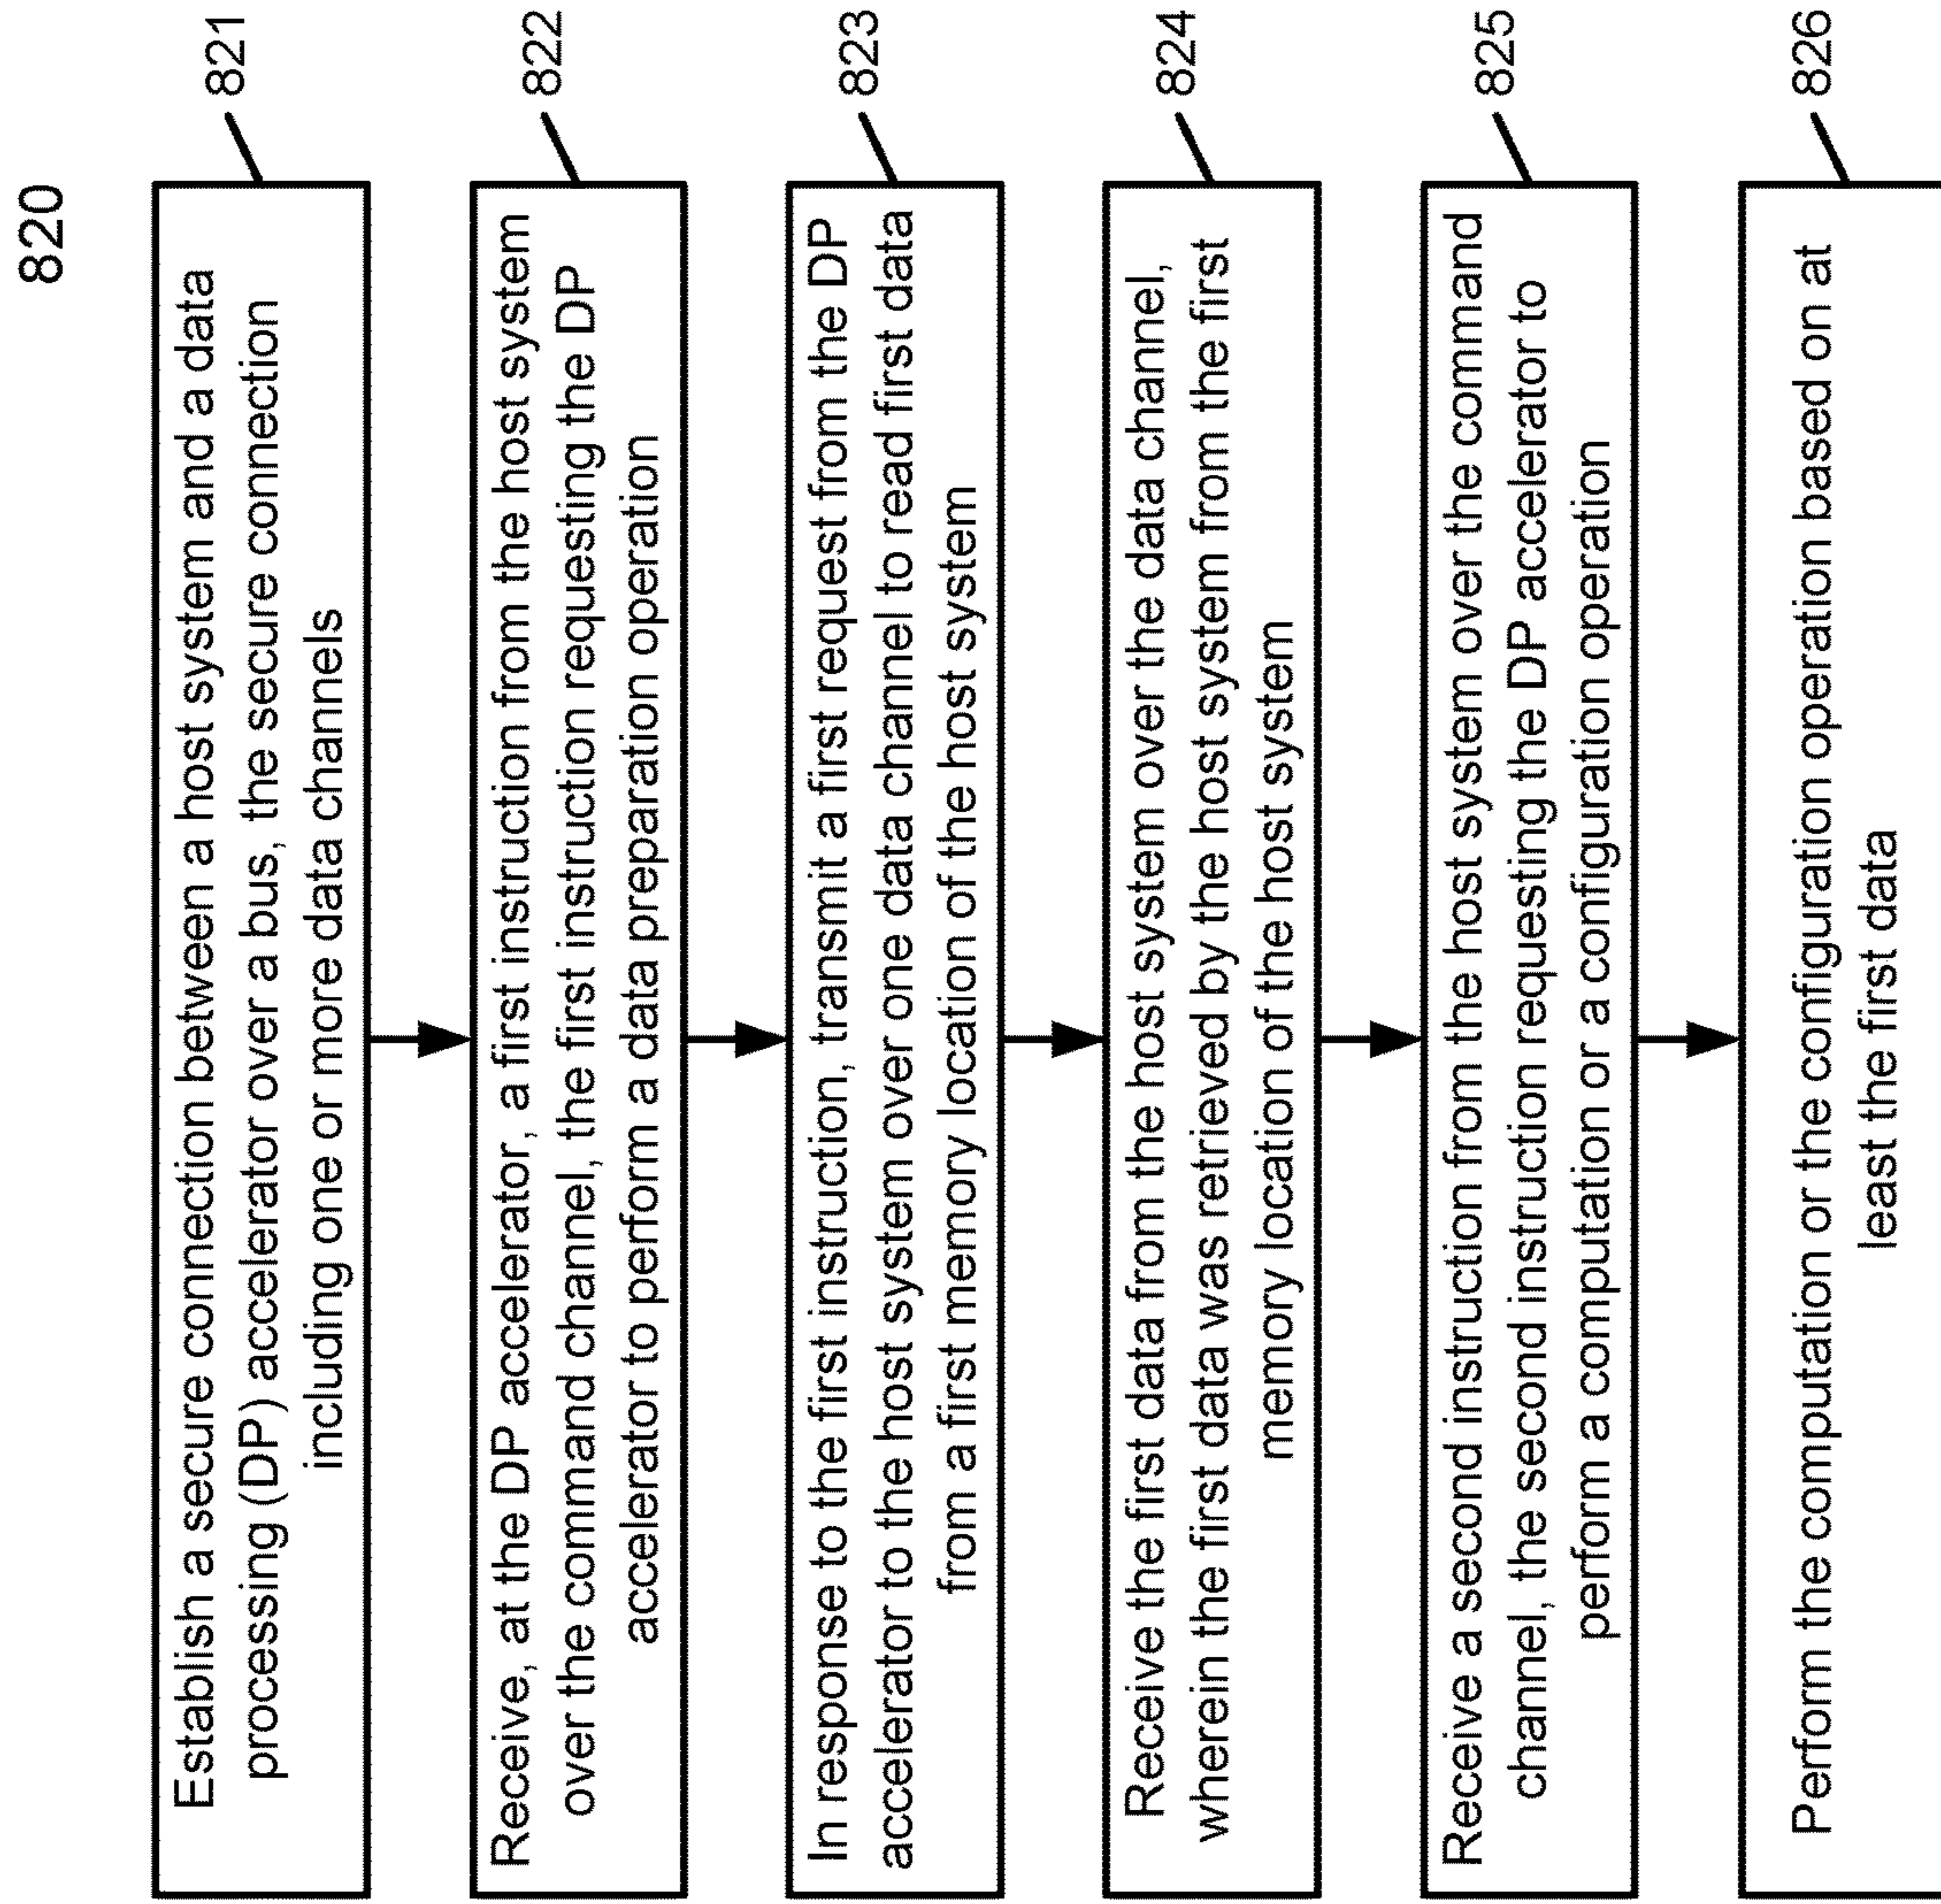 820
Establish a secure connection between a host system and a data
processing (DP) accelerator over a bus, the secure connection
including one or more data channels
821
Receive, at the DP accelerator, a first instruction from the host system
over the command channel, the first instruction requesting the DP
accelerator to perform a data preparation operation
822
In response to the first instruction, transmit a first request from the DP
accelerator to the host system over one data channel to read first data
from a first memory location of the host system
823
Receive the first data from the host system over the data channel,
wherein the first data was retrieved by the host system from the first
memory location of the host system
824
Receive a second instruction from the host system over the command
channel, the second instruction requesting the DP accelerator to
perform a computation or a configuration operation
825
Perform the computation or the configuration operation based on at
least the first data
826